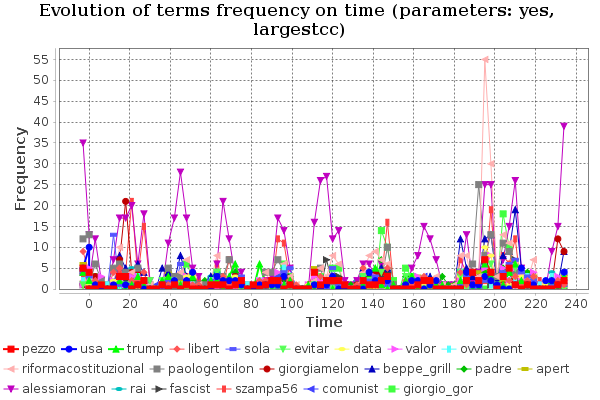 Evolution of terms frequency on time (parameters: yes,
largestcc)
Frequency
55
50
45
40
35
30
25
20
15
10
5
0
0 20 40 60 80 100 120 140 160 180 200 220 240
Time
pezzo usa trump libert sola evitar data valor ovviament
riformacostituzional paologentilon giorgiamelon beppe_grill padre apert
alessiamoran rai fascist szampa56 comunist giorgio_gor